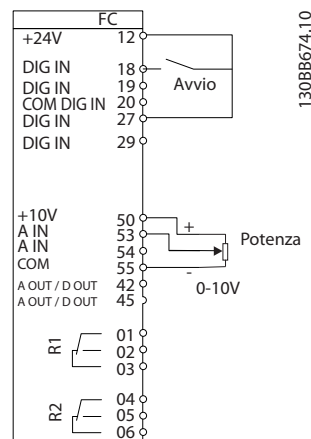 FC
+24V 12
DIG IN 18
DIG IN 19
COM DIG IN 20
DIG IN 27
DIG IN 29
Avvio
+10V 50
A IN 53
A IN 54
COM 55
A OUT / D OUT 42
A OUT / D OUT 45
+
Potenza
-
0-10V
R1
01
02
03
R2
04
05
06
130BB674.10